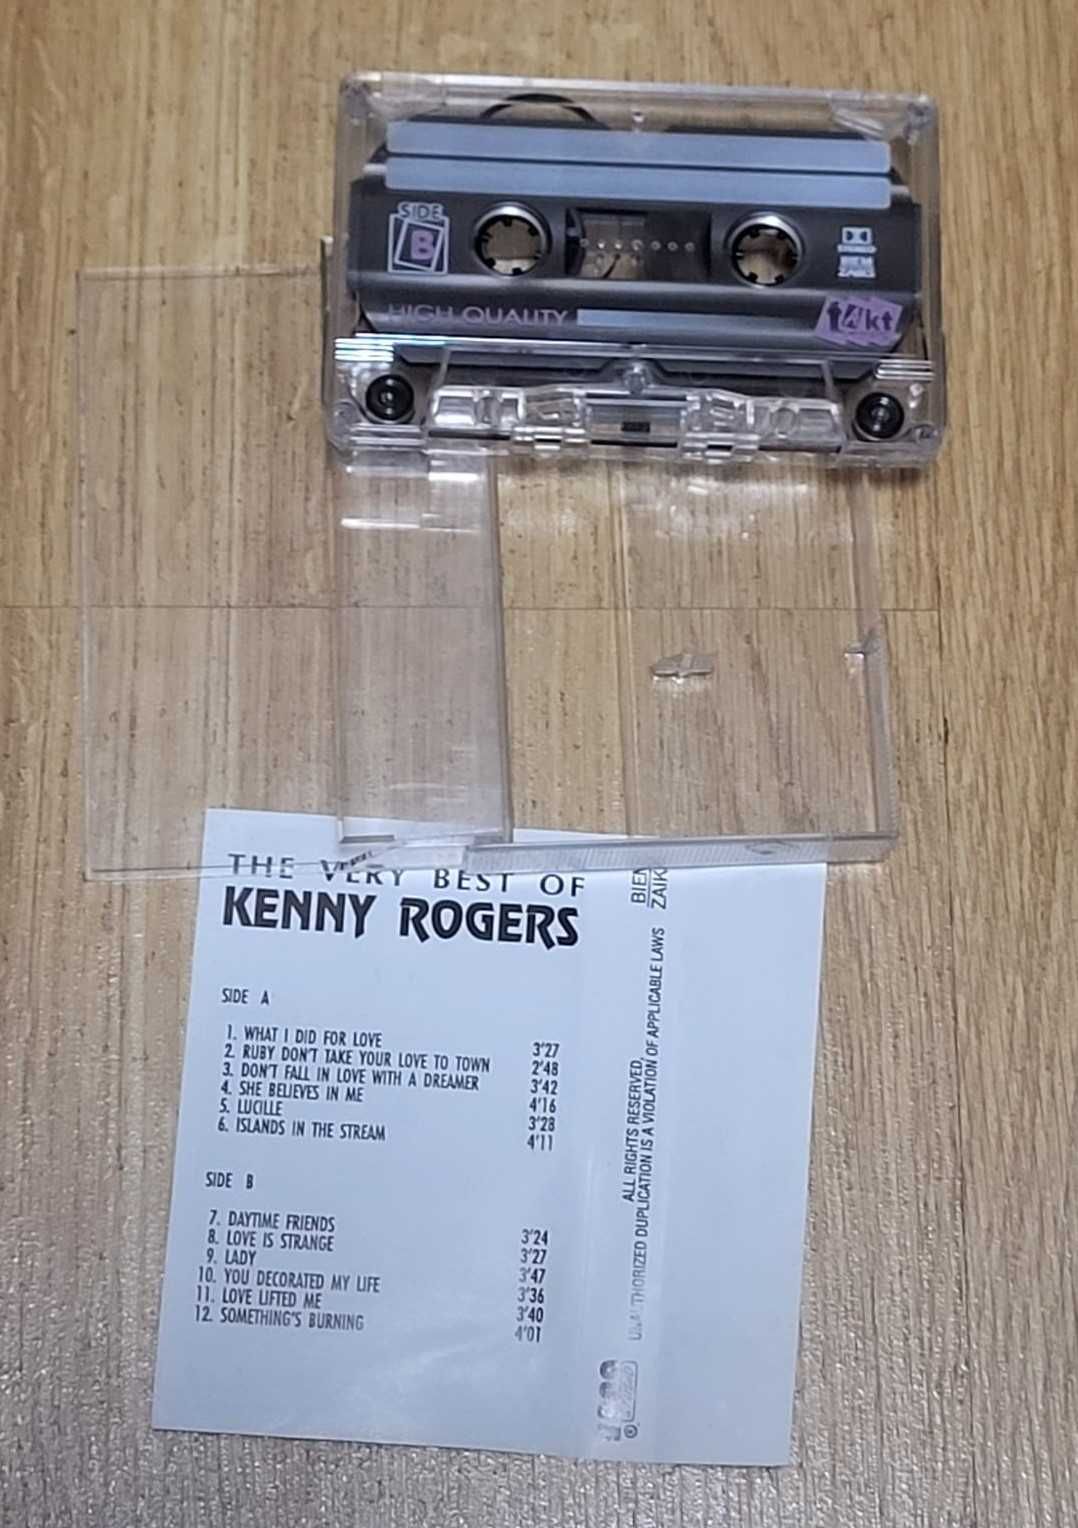 SIDE
B
STEREO
BIEM
ZAIKS
HIGH QUALITY
Takt
THE VERY BEST OF
KENNY ROGERS
SIDE A
1. WHAT I DID FOR LOVE 3'27
2. RUBY DON'T TAKE YOUR LOVE TO TOWN 2'48
3. DON'T FALL IN LOVE WITH A DREAMER 3'42
4. SHE BELIEVES IN ME 4'16
5. LUCILLE 3'28
6. ISLANDS IN THE STREAM 4'11
SIDE B
7. DAYTIME FRIENDS 3'24
8. LOVE IS STRANGE 3'27
9. LADY 3'47
10. YOU DECORATED MY LIFE 3'36
11. LOVE LIFTED ME 3'40
12. SOMETHING'S BURNING 4'01
BIEM
ZAIKS
ALL RIGHTS RESERVED,
UNAUTHORIZED DUPLICATION IS A VIOLATION OF APPLICABLE LAWS